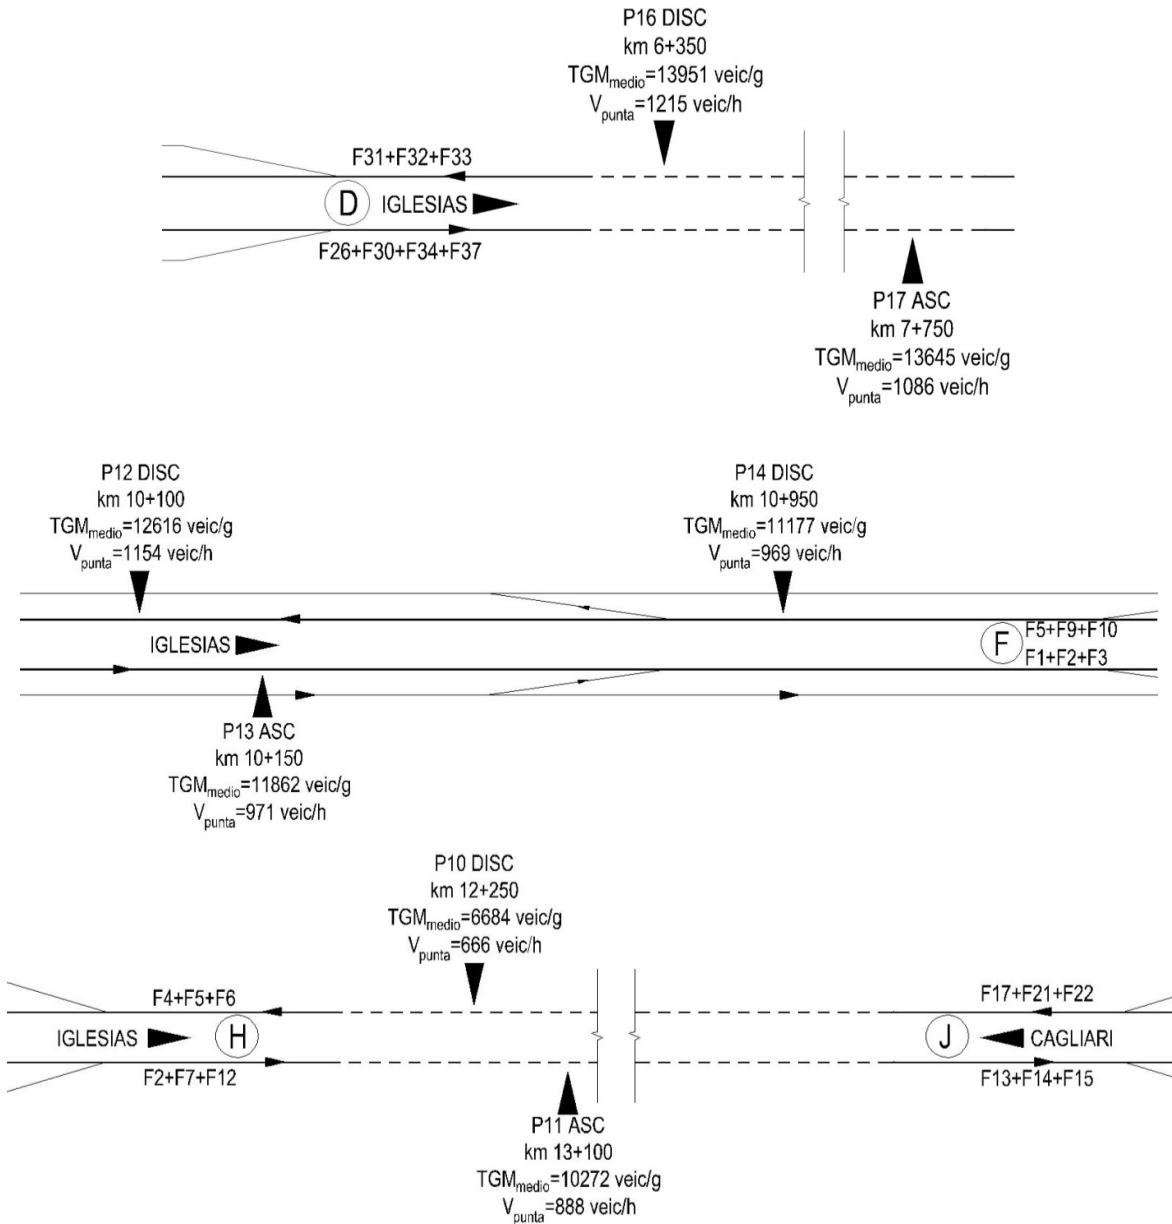 P16 DISC
km 6+350
TGMmedio=13951 veic/g
Vpunta=1215 veic/h
F31+F32+F33
D IGLESIAS
F26+F30+F34+F37
P17 ASC
km 7+750
TGMmedio=13645 veic/g
Vpunta=1086 veic/h
P12 DISC
km 10+100
TGMmedio=12616 veic/g
Vpunta=1154 veic/h
P14 DISC
km 10+950
TGMmedio=11177 veic/g
Vpunta=969 veic/h
IGLESIAS
F
F5+F9+F10
F1+F2+F3
P13 ASC
km 10+150
TGMmedio=11862 veic/g
Vpunta=971 veic/h
P10 DISC
km 12+250
TGMmedio=6684 veic/g
Vpunta=666 veic/h
F4+F5+F6
IGLESIAS H
F2+F7+F12
F17+F21+F22
J CAGLIARI
F13+F14+F15
P11 ASC
km 13+100
TGMmedio=10272 veic/g
Vpunta=888 veic/h